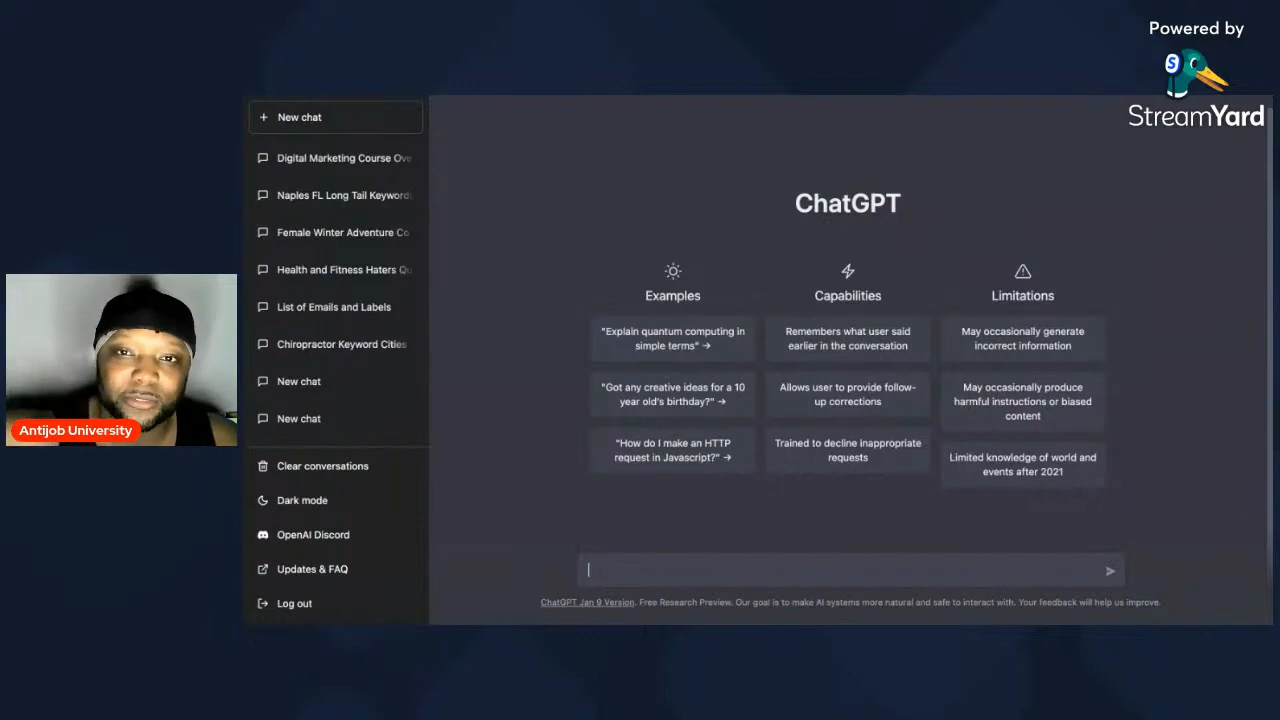 Powered by
StreamYard
New chat
Digital Marketing Course Ove
Naples FL Long Tail Keywords
Female Winter Adventure Co
Health and Fitness Haters Qu
List of Emails and Labels
Chiropractor Keyword Cities
New chat
New chat
Clear conversations
Dark mode
OpenAI Discord
Updates & FAQ
Log out
Antijob University
ChatGPT
Examples
"Explain quantum computing in
simple terms" →
"Got any creative ideas for a 10
year old's birthday?" →
"How do I make an HTTP
request in Javascript?" →
Capabilities
Remembers what user said
earlier in the conversation
Allows user to provide follow-
up corrections
Trained to decline inappropriate
requests
Limitations
May occasionally generate
incorrect information
May occasionally produce
harmful instructions or biased
content
Limited knowledge of world and
events after 2021
ChatGPT Jan 9 Version. Free Research Preview. Our goal is to make AI systems more natural and safe to interact with. Your feedback will help us improve.